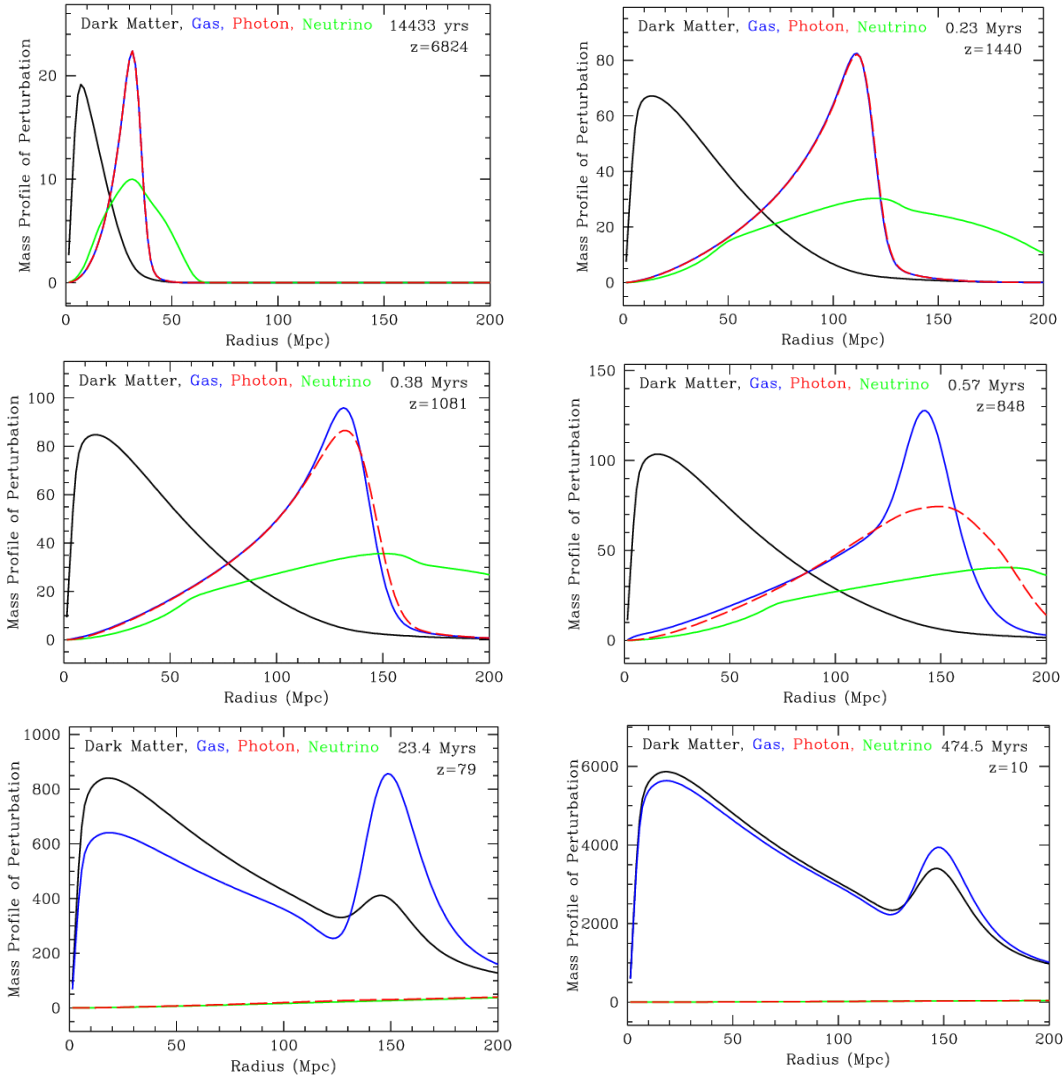 Dark Matter, Gas, Photon, Neutrino 14433 yrs
z=6824
20
10
0
Mass Profile of Perturbation
0 50 100 150 200
Radius (Mpc)
Dark Matter, Gas, Photon, Neutrino 0.23 Myrs
z=1440
80
60
40
20
0
Mass Profile of Perturbation
0 50 100 150 200
Radius (Mpc)
Dark Matter, Gas, Photon, Neutrino 0.38 Myrs
z=1081
100
80
60
40
20
0
Mass Profile of Perturbation
0 50 100 150 200
Radius (Mpc)
Dark Matter, Gas, Photon, Neutrino 0.57 Myrs
z=848
150
100
50
0
Mass Profile of Perturbation
0 50 100 150 200
Radius (Mpc)
Dark Matter, Gas, Photon, Neutrino 23.4 Myrs
z=79
1000
800
600
400
200
0
Mass Profile of Perturbation
0 50 100 150 200
Radius (Mpc)
Dark Matter, Gas, Photon, Neutrino 474.5 Myrs
z=10
6000
4000
2000
0
Mass Profile of Perturbation
0 50 100 150 200
Radius (Mpc)